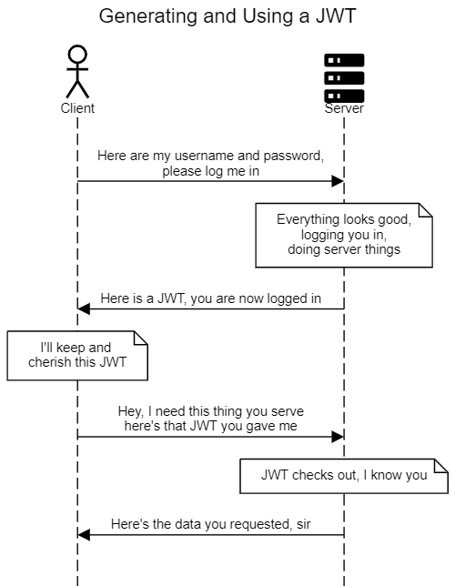 Generating and Using a JWT
Client
Server
Here are my username and password,
please log me in
Everything looks good,
logging you in,
doing server things
Here is a JWT, you are now logged in
I'll keep and
cherish this JWT
Hey, I need this thing you serve
here's that JWT you gave me
JWT checks out, I know you
Here's the data you requested, sir